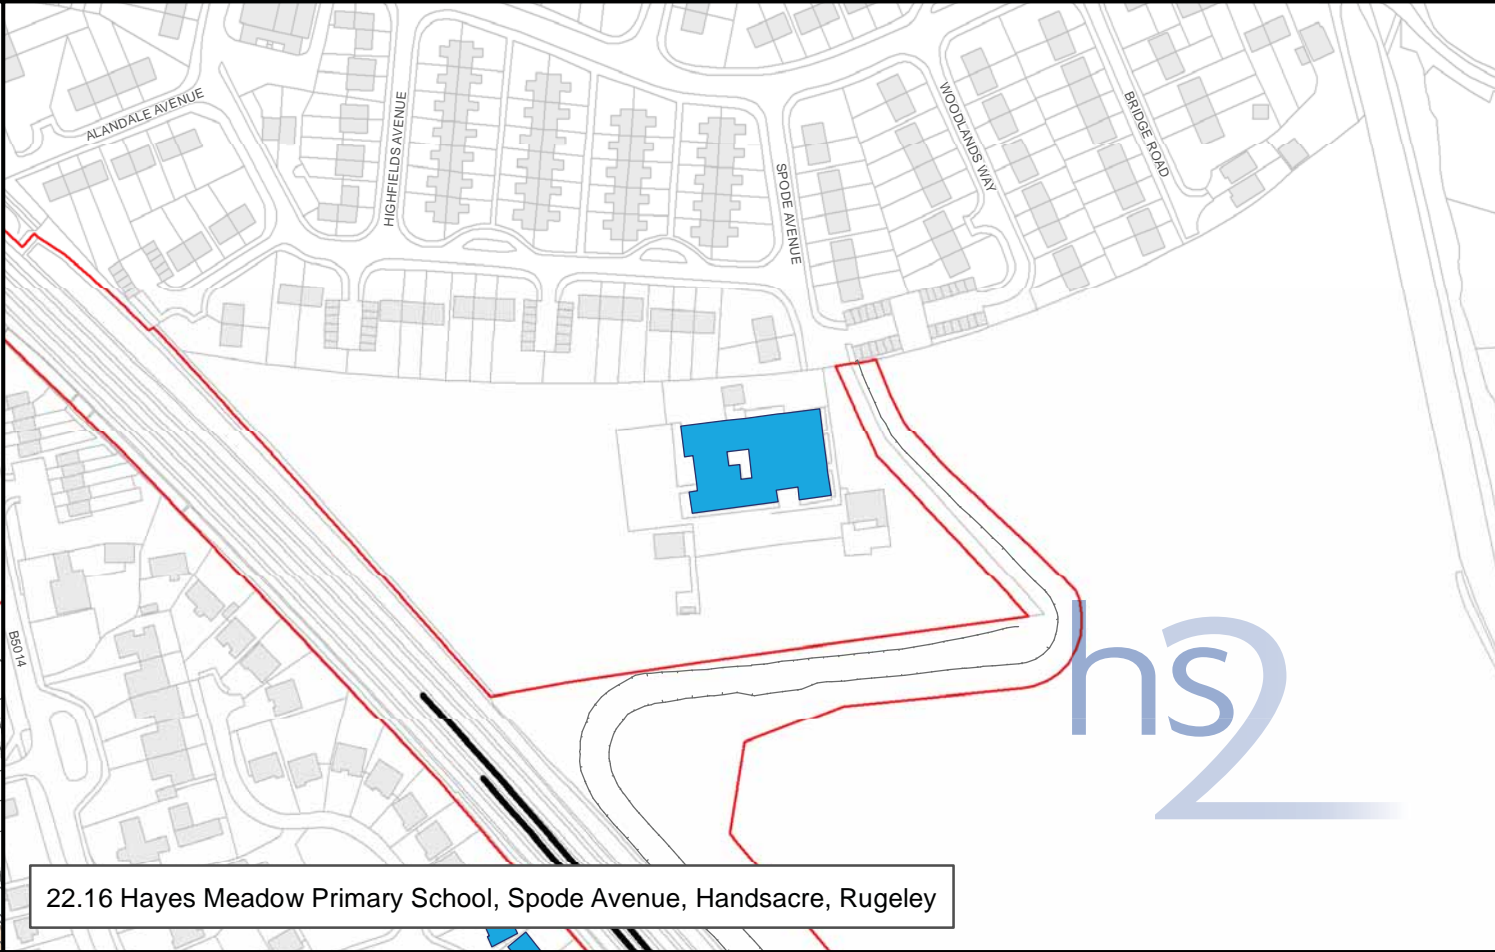 ALANDALE AVENUE
HIGHFIELDS AVENUE
SPODE AVENUE
WOODLANDS WAY
BRIDGE ROAD
B5014
hs2
22.16 Hayes Meadow Primary School, Spode Avenue, Handsacre, Rugeley